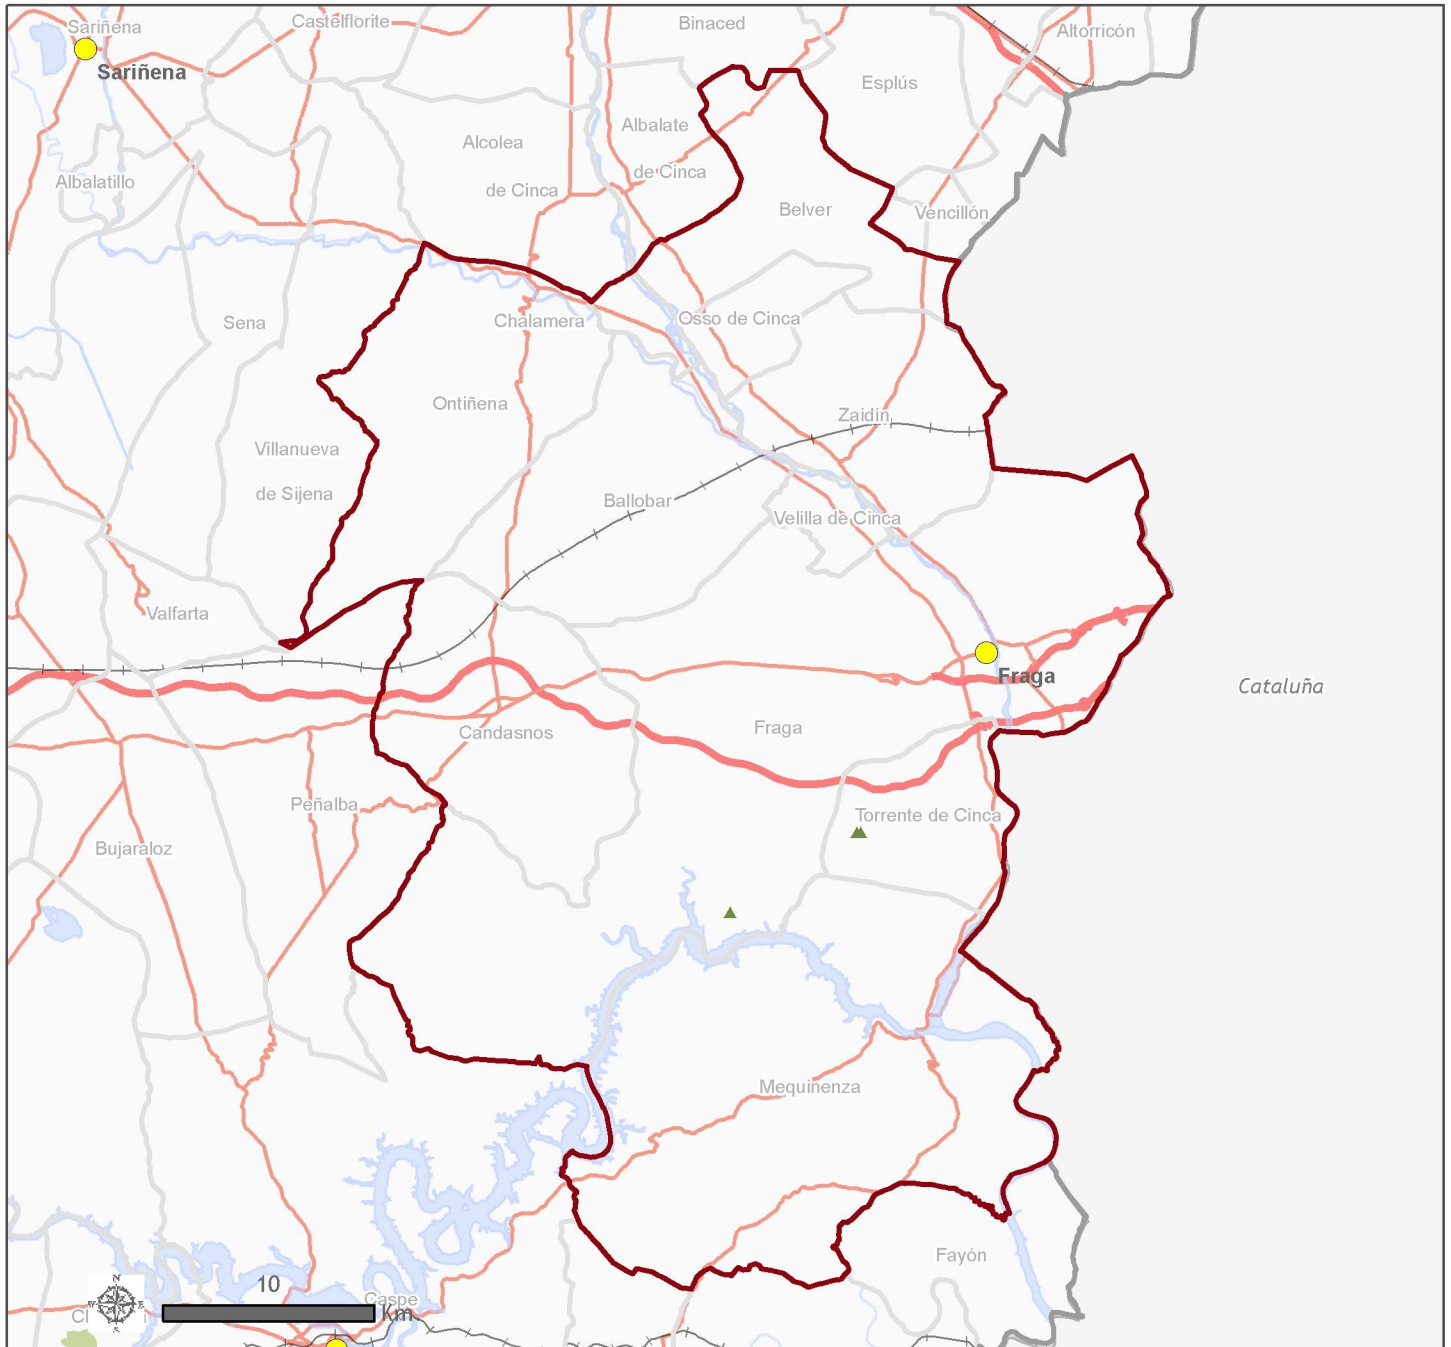 Sariñena
Castelflorite
Binaced
Altorricón
Sariñena
Esplús
Albalate
de Cinca
Alcolea
de Cinca
Albalatillo
Belver
Vencillón
Sena
Chalamera
Osso de Cinca
Ontiñena
Zaidín
Villanueva
de Sijena
Ballobar
Velilla de Cinca
Valfarta
Fraga
Cataluña
Candasnos
Fraga
Peñalba
Torrente de Cinca
Bujaraloz
Mequinenza
Fayón
N
W
E
S
10
Km
Caspe